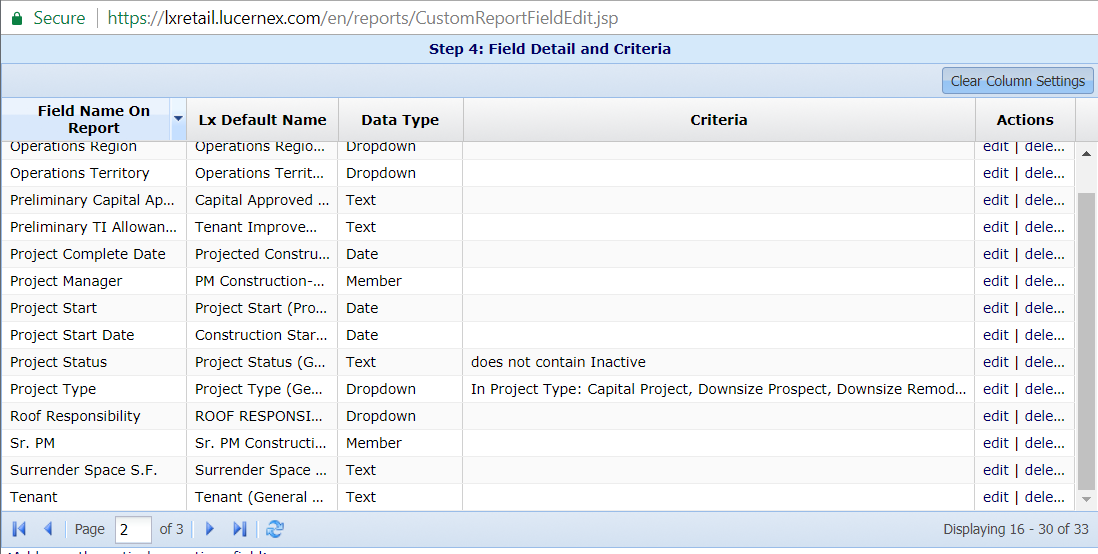 Secure https://lxretail.lucernex.com/en/reports/CustomReportFieldEdit.jsp
Step 4: Field Detail and Criteria
Clear Column Settings
Field Name On Report Lx Default Name Data Type Criteria Actions
Operations Region Operations Regio... Dropdown edit | dele...
Operations Territory Operations Territ... Dropdown edit | dele...
Preliminary Capital Ap... Capital Approved ... Text edit | dele...
Preliminary TI Allowan... Tenant Improvem... Text edit | dele...
Project Complete Date Projected Constru... Date edit | dele...
Project Manager PM Construction-... Member edit | dele...
Project Start Project Start (Pro... Date edit | dele...
Project Start Date Construction Star... Date edit | dele...
Project Status Project Status (G... Text does not contain Inactive edit | dele...
Project Type Project Type (Ge... Dropdown In Project Type: Capital Project, Downsize Prospect, Downsize Remod... edit | dele...
Roof Responsibility ROOF RESPONSI... Dropdown edit | dele...
Sr. PM Sr. PM Constructi... Member edit | dele...
Surrender Space S.F. Surrender Space ... Text edit | dele...
Tenant Tenant (General ... Text edit | dele...
Page 2 of 3 Displaying 16 - 30 of 33